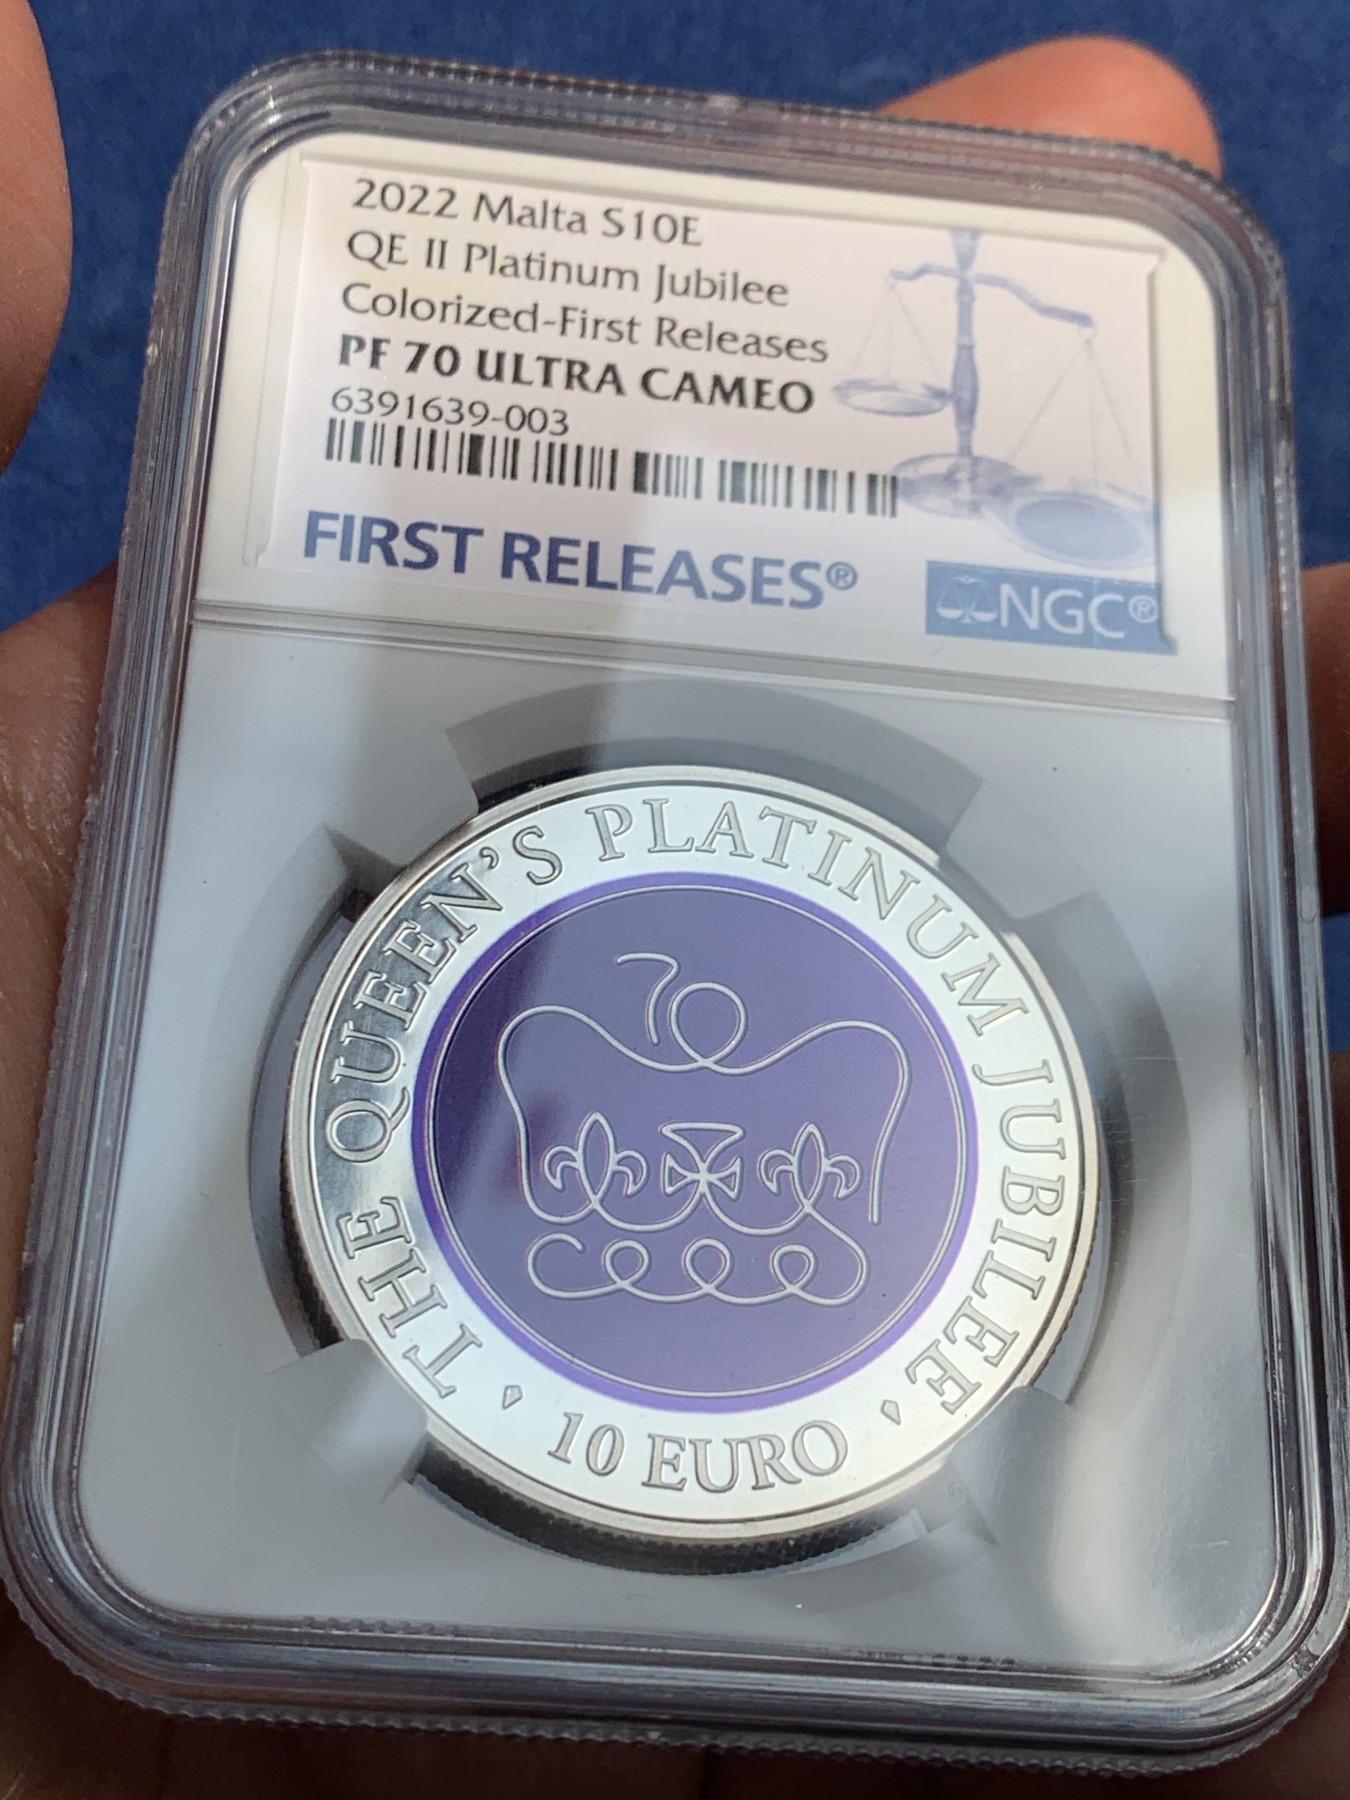 2022 Malta S10E
QE II Platinum Jubilee
Colorized-First Releases
PF 70 ULTRA CAMEO
6391639-003
FIRST RELEASES®
NGC®
THE QUEEN'S PLATINUM JUBILEE
70
10 EURO